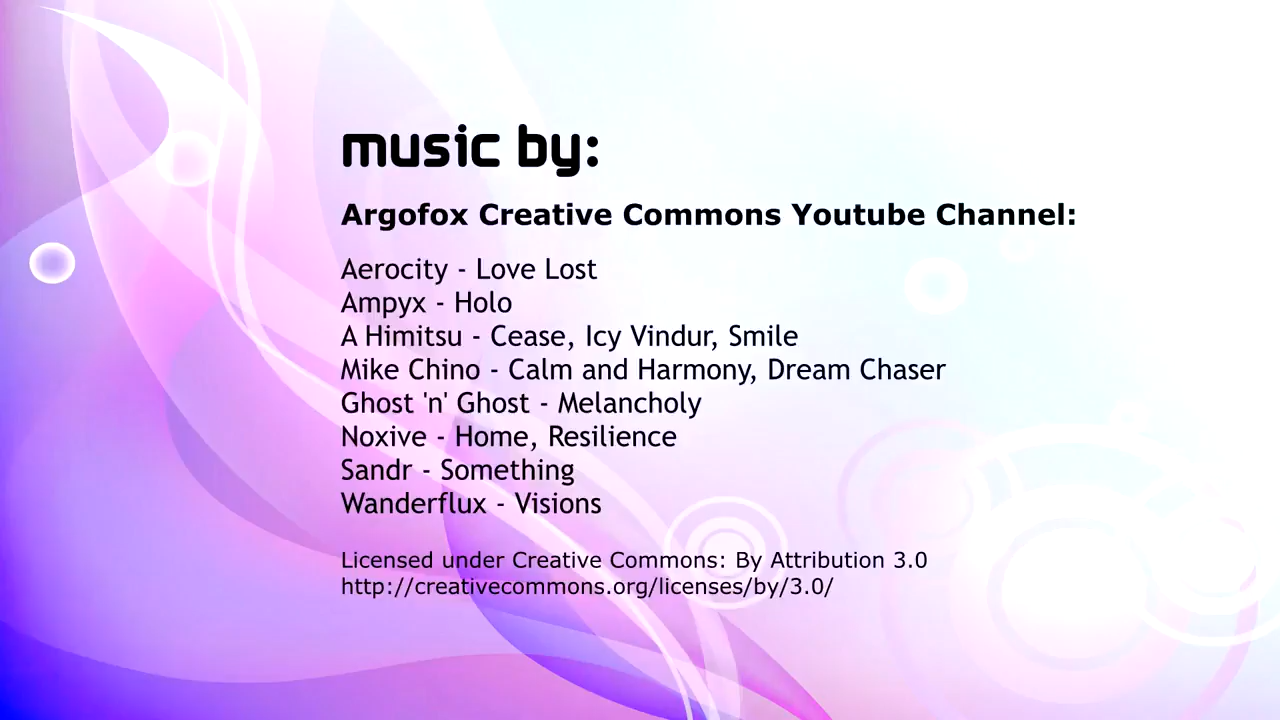 music by:
Argofox Creative Commons Youtube Channel:
Aerocity - Love Lost
Ampyx - Holo
A Himitsu - Cease, Icy Vindur, Smile
Mike Chino - Calm and Harmony, Dream Chaser
Ghost 'n' Ghost - Melancholy
Noxive - Home, Resilience
Sandr - Something
Wanderflux - Visions
Licensed under Creative Commons: By Attribution 3.0
http://creativecommons.org/licenses/by/3.0/